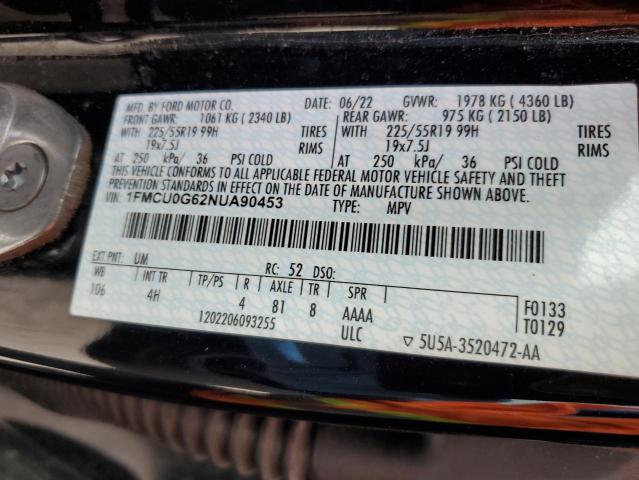 MFD. BY FORD MOTOR CO. DATE: 06/22 GVWR: 1978 KG ( 4360 LB)
FRONT GAWR: 1061 KG ( 2340 LB) REAR GAWR: 975 KG ( 2150 LB)
WITH 225/55R19 99H TIRES WITH 225/55R19 99H TIRES
19x7.5J 19x7.5J
AT 250 kPa/ 36 PSI COLD AT 250 kPa/ 36 PSI COLD
THIS VEHICLE CONFORMS TO ALL APPLICABLE FEDERAL MOTOR VEHICLE SAFETY AND THEFT
PREVENTION STANDARDS IN EFFECT ON THE DATE OF MANUFACTURE SHOWN ABOVE.
VIN: 1FMCU0G62NUA90453 TYPE: MPV
EXT PNT: UM RC: 52 DSO:
WB INT TR TP/PS R AXLE TR SPR
106 4H 4 81 8 AAAA F0133
1202206093255 ULC T0129
▽ 5U5A-3520472-AA